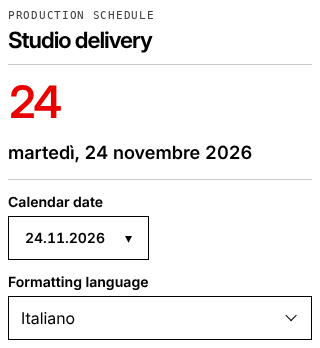 PRODUCTION SCHEDULE
Studio delivery
24
martedì, 24 novembre 2026
Calendar date
24.11.2026
Formatting language
Italiano